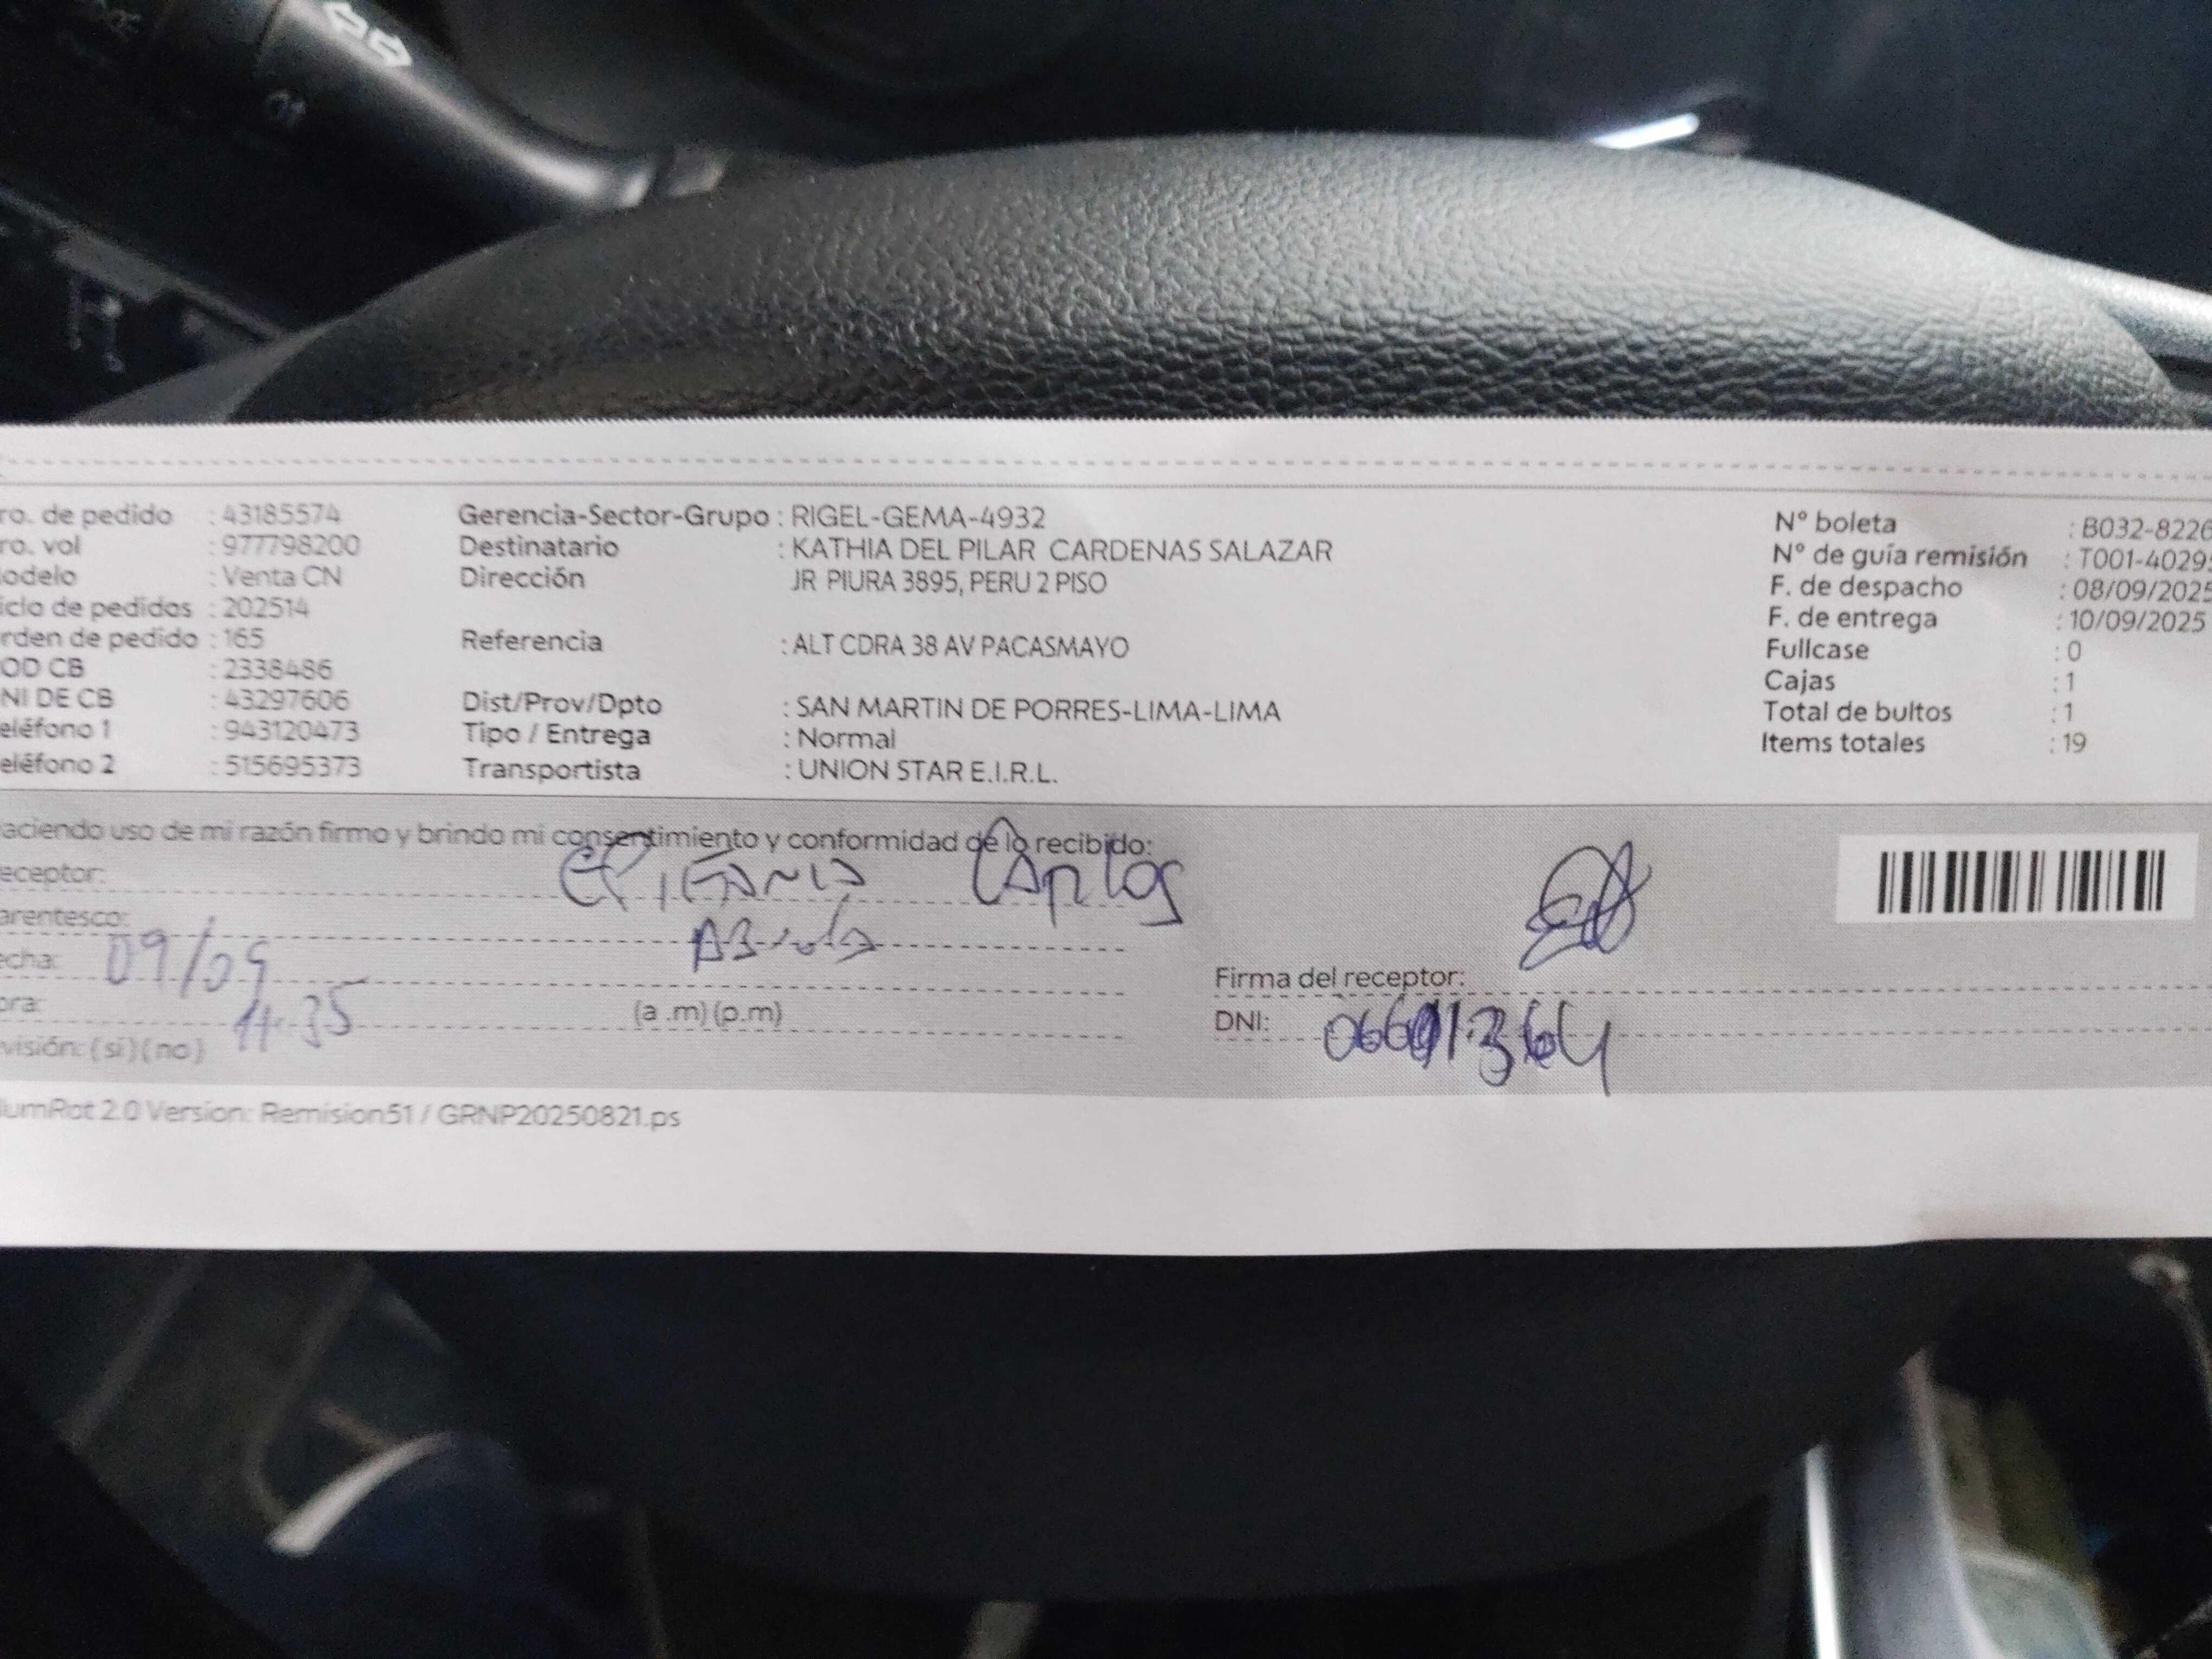 ro. de pedido : 43185574 Gerencia-Sector-Grupo : RIGEL-GEMA-4932 Nº boleta : B032-8226
ro. vol : 977798200 Destinatario : KATHIA DEL PILAR CARDENAS SALAZAR Nº de guía remisión : T001-4029
odelo : Venta CN Dirección JR PIURA 3895, PERU 2 PISO F. de despacho : 08/09/2025
iclo de pedidos : 202514 F. de entrega : 10/09/2025
rden de pedido : 165 Referencia : ALT CDRA 38 AV PACASMAYO Fullcase : 0
OD CB : 2338486 Cajas : 1
NI DE CB : 43297606 Dist/Prov/Dpto : SAN MARTIN DE PORRES-LIMA-LIMA Total de bultos : 1
eléfono 1 : 943120473 Tipo / Entrega : Normal Items totales : 19
eléfono 2 : 515695373 Transportista : UNION STAR E.I.R.L.
aciendo uso de mi razón firmo y brindo mi consentimiento y conformidad de lo recibido:
eceptor: Epifania Carlos
arentesco: Abuela
echa: 09/09
Firma del receptor:
ora: 11:35 (a .m)(p.m)
DNI:
visión: (si)(no)
umRot 2.0 Version: Remision51 / GRNP20250821.ps